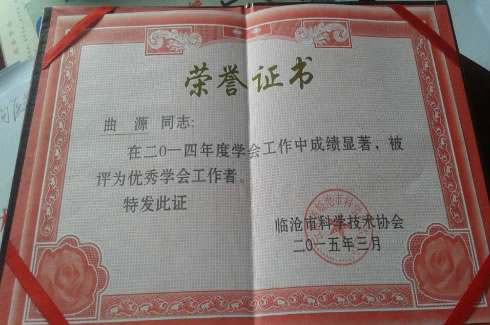 荣誉证书
曲源 同志:
在二0一四年度学会工作中成绩显著，被
评为优秀学会工作者。
特发此证
临沧市科学技术协会
二0一五年三月